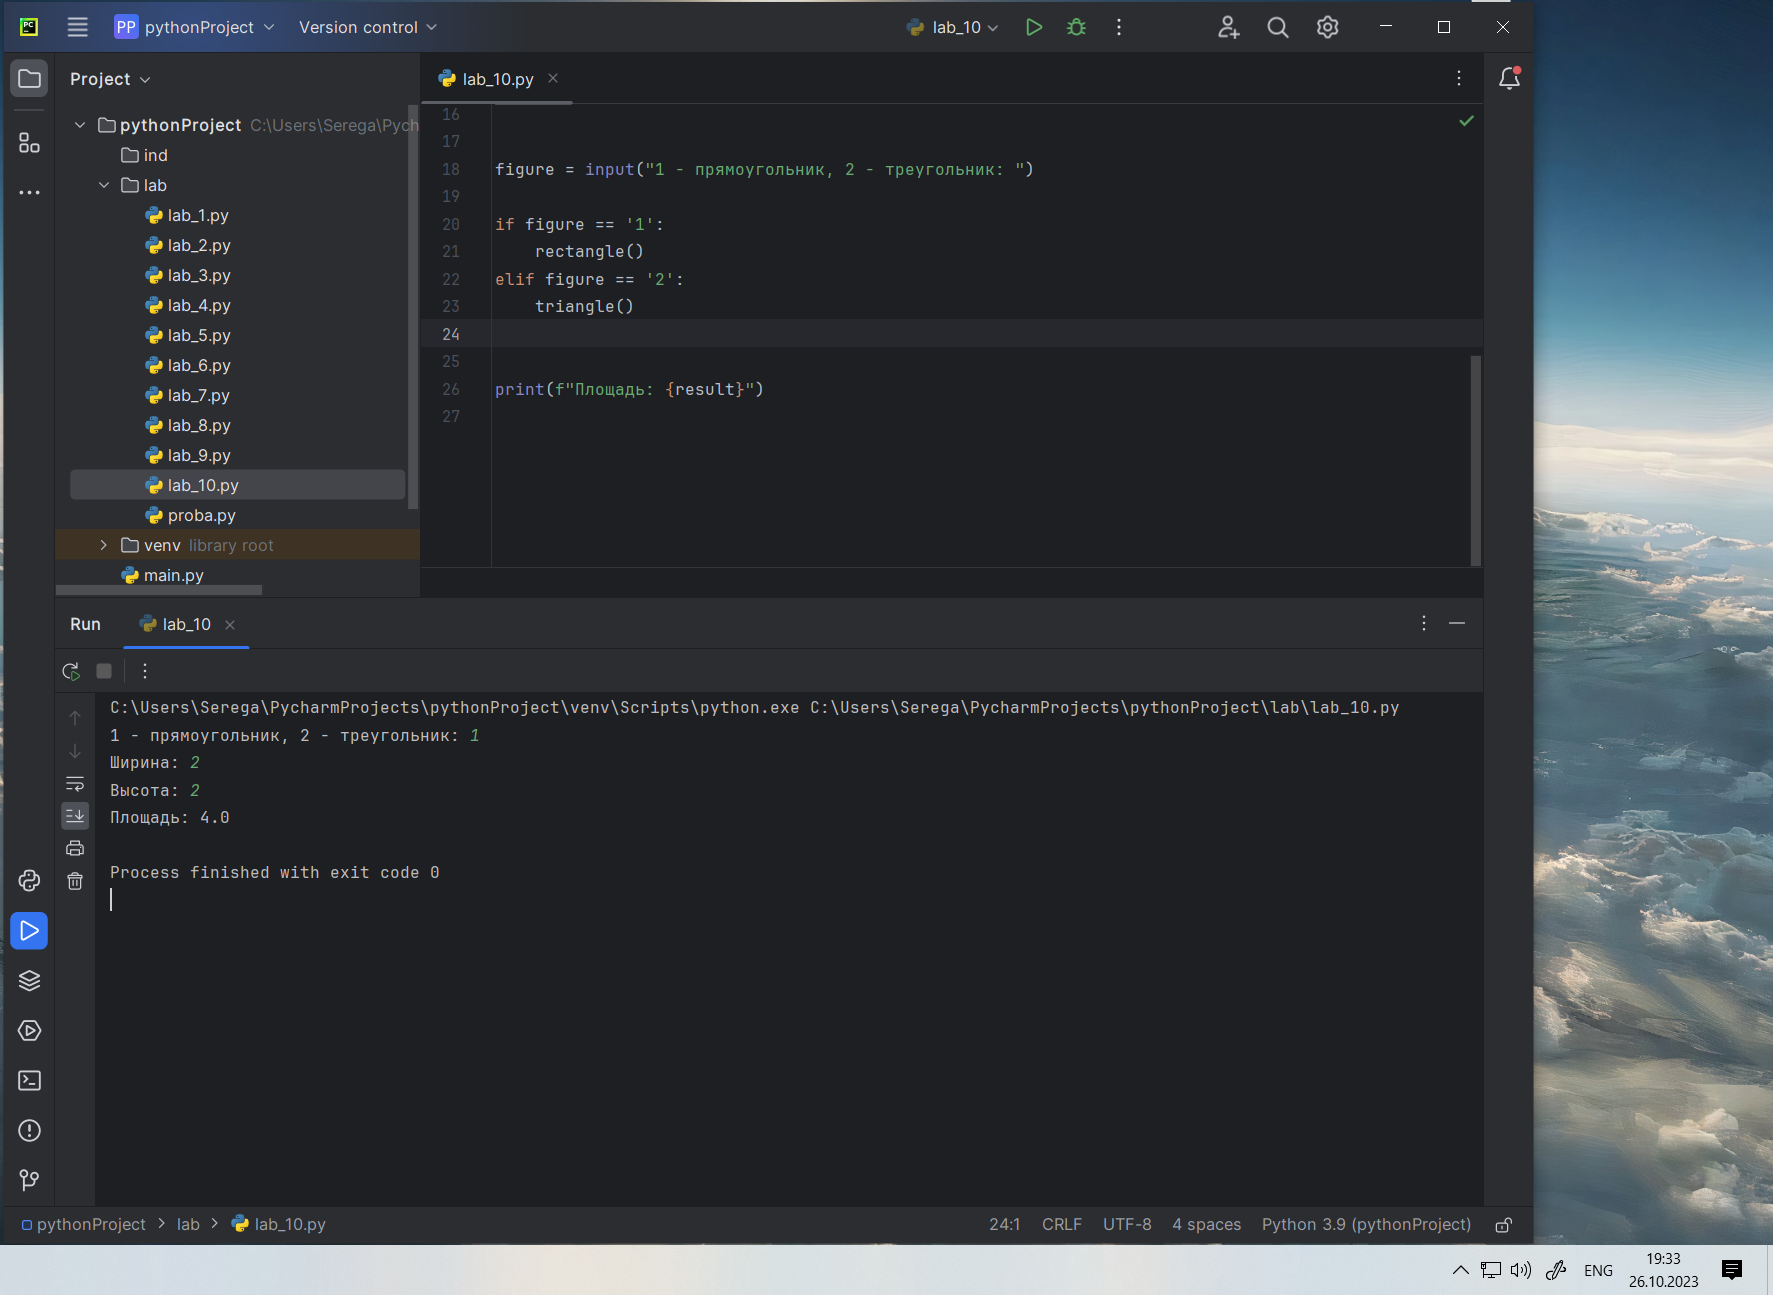 PC
PP pythonProject
Version control
lab_10
Project
lab_10.py
pythonProject C:\Users\Serega\Pych
ind
lab
lab_1.py
lab_2.py
lab_3.py
lab_4.py
lab_5.py
lab_6.py
lab_7.py
lab_8.py
lab_9.py
lab_10.py
proba.py
venv library root
main.py
16
17
18 figure = input("1 - прямоугольник, 2 - треугольник: ")
19
20 if figure == '1':
21 rectangle()
22 elif figure == '2':
23 triangle()
24
25
26 print(f"Площадь: {result}")
27
Run
lab_10
C:\Users\Serega\PycharmProjects\pythonProject\venv\Scripts\python.exe C:\Users\Serega\PycharmProjects\pythonProject\lab\lab_10.py
1 - прямоугольник, 2 - треугольник: 1
Ширина: 2
Высота: 2
Площадь: 4.0
Process finished with exit code 0
pythonProject > lab > lab_10.py
24:1 CRLF UTF-8 4 spaces Python 3.9 (pythonProject)
ENG
19:33
26.10.2023